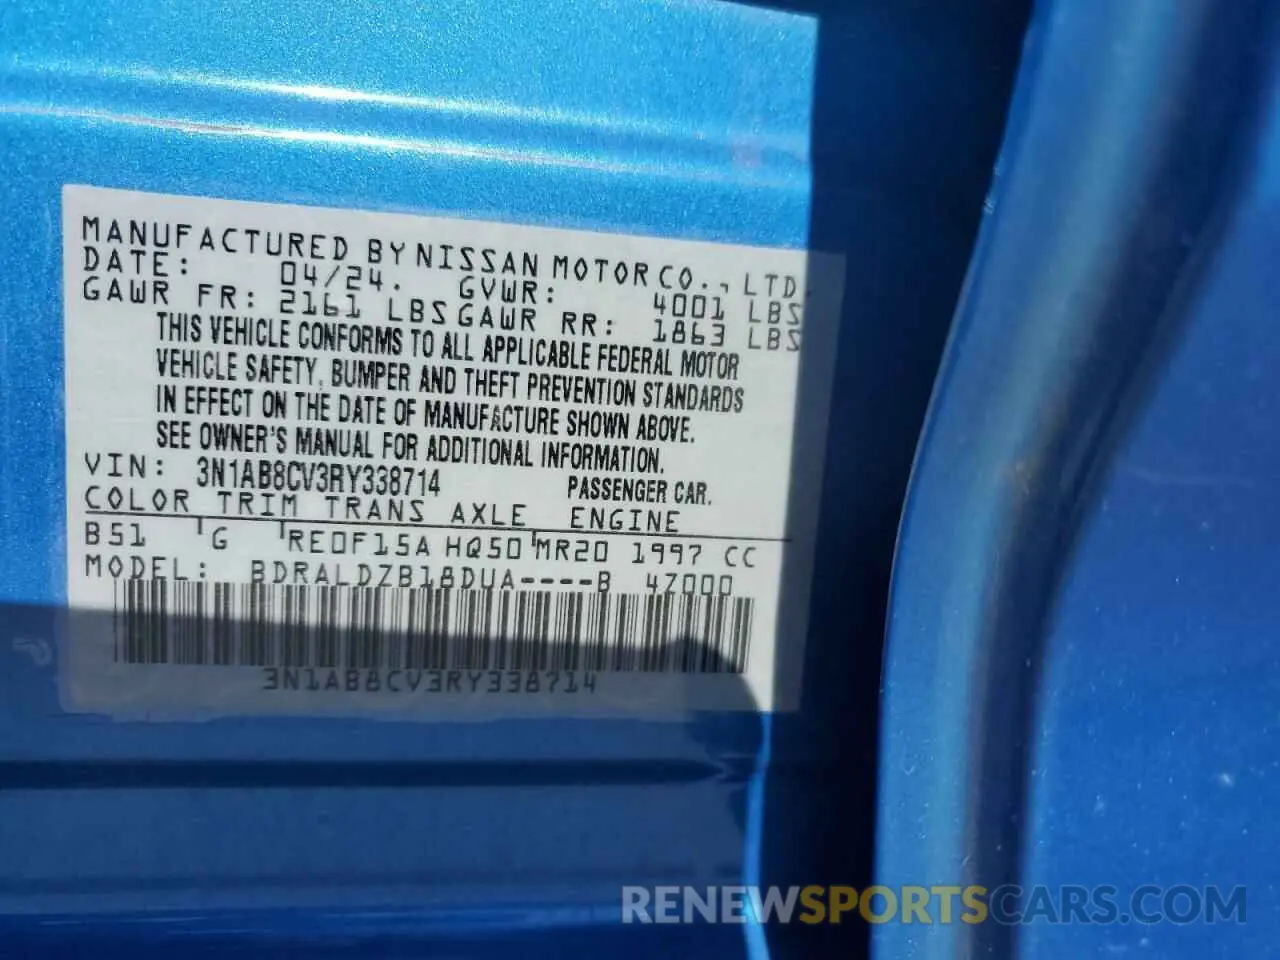 MANUFACTURED BY NISSAN MOTOR CO., LTD.
DATE: 04/24. GVWR: 4001 LBS
GAWR FR: 2161 LBS GAWR RR: 1863 LBS
THIS VEHICLE CONFORMS TO ALL APPLICABLE FEDERAL MOTOR
VEHICLE SAFETY, BUMPER AND THEFT PREVENTION STANDARDS
IN EFFECT ON THE DATE OF MANUFACTURE SHOWN ABOVE.
SEE OWNER'S MANUAL FOR ADDITIONAL INFORMATION.
VIN: 3N1AB8CV3RY338714 PASSENGER CAR.
COLOR TRIM TRANS AXLE ENGINE
B51 G RE0F15A HQ50 MR20 1997 CC
MODEL: BDRALDZB18DUA----B 4Z000
3N1AB8CV3RY338714
RENEWSPORTSCARS.COM